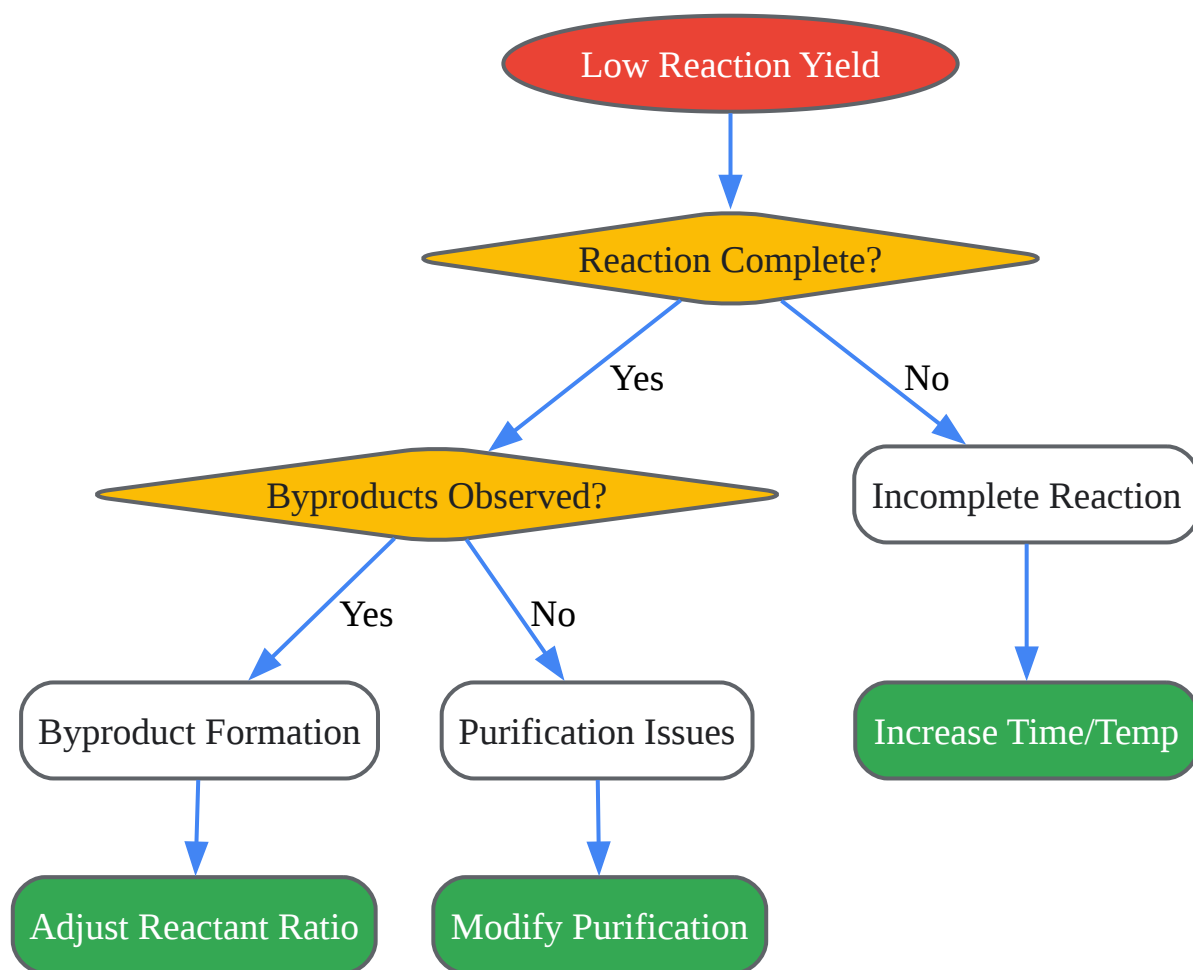 Low Reaction Yield
Reaction Complete?
Yes
No
Byproducts Observed?
Incomplete Reaction
Yes
No
Byproduct Formation
Purification Issues
Increase Time/Temp
Adjust Reactant Ratio
Modify Purification